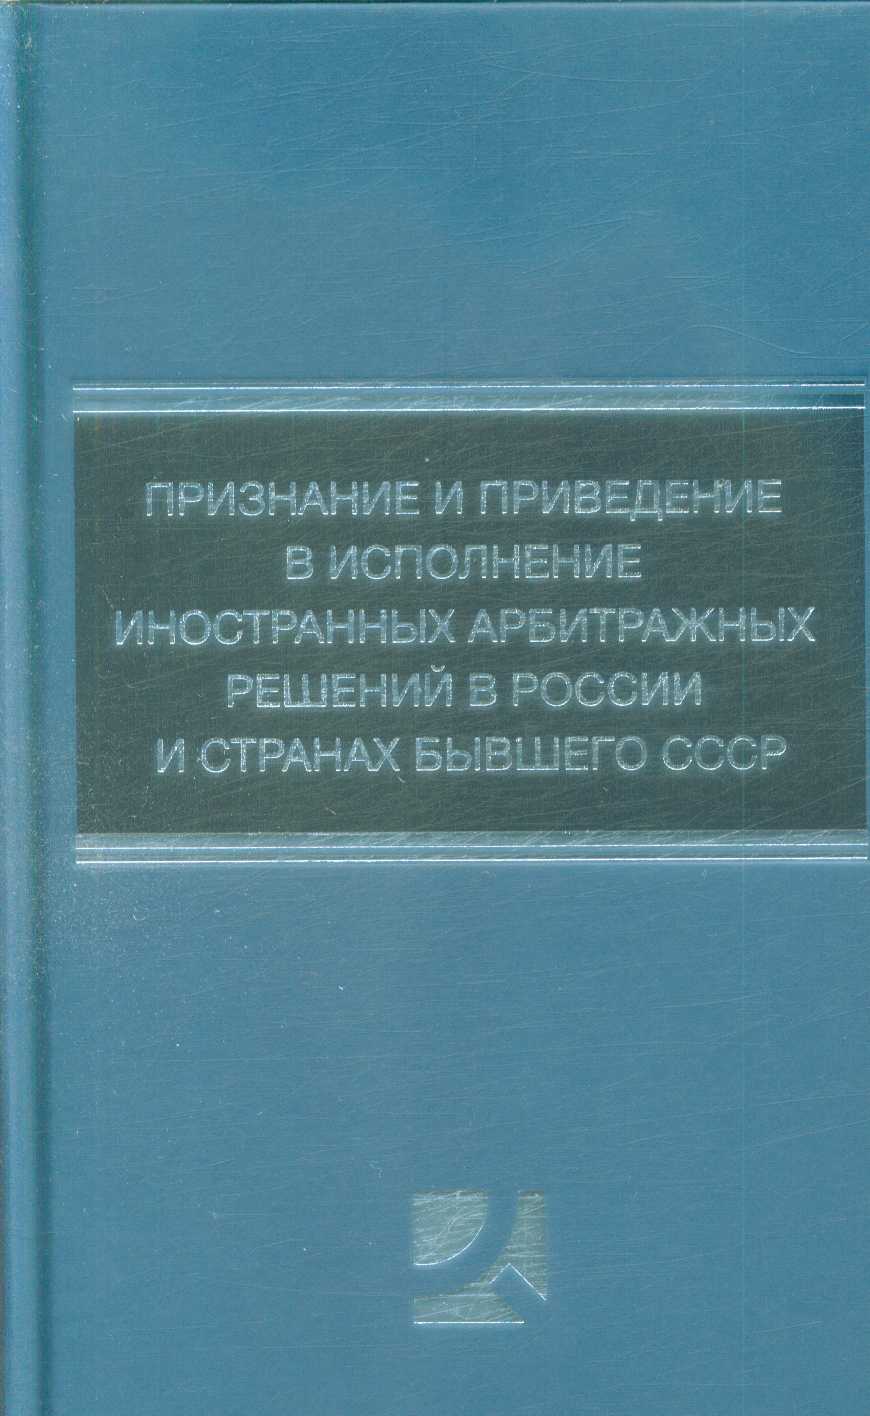 ПРИЗНАНИЕ И ПРИВЕДЕНИЕ
В ИСПОЛНЕНИЕ
ИНОСТРАННЫХ АРБИТРАЖНЫХ
РЕШЕНИЙ В РОССИИ
И СТРАНАХ БЫВШЕГО СССР